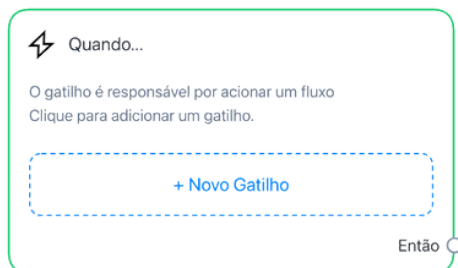 Quando...
O gatilho é responsável por acionar um fluxo
Clique para adicionar um gatilho.
+ Novo Gatilho
Então